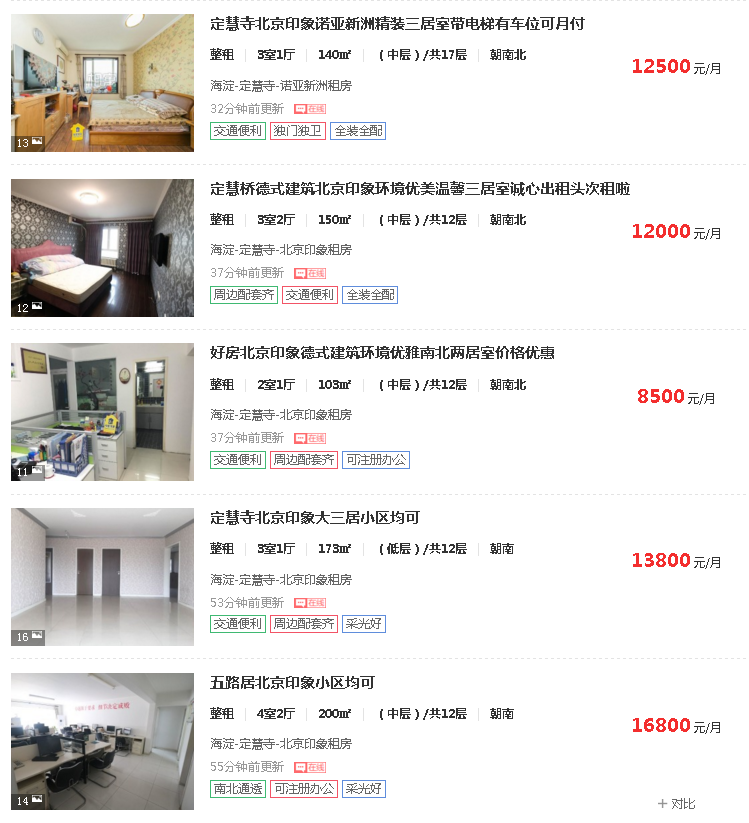 定慧寺北京印象诺亚新洲精装三居室带电梯有车位可月付
整租 3室1厅 140㎡ (中层)/共17层 朝南北
12500元/月
海淀-定慧寺-诺亚新洲租房
32分钟前更新 在线
交通便利 独门独卫 全装全配
13
定慧桥德式建筑北京印象环境优美温馨三居室诚心出租头次租啦
整租 3室2厅 150㎡ (中层)/共12层 朝南北
12000元/月
海淀-定慧寺-北京印象租房
37分钟前更新 在线
周边配套齐 交通便利 全装全配
12
好房北京印象德式建筑环境优雅南北两居室价格优惠
整租 2室1厅 103㎡ (中层)/共12层 朝南北
8500元/月
海淀-定慧寺-北京印象租房
37分钟前更新 在线
交通便利 周边配套齐 可注册办公
11
定慧寺北京印象大三居小区均可
整租 3室1厅 173㎡ (低层)/共12层 朝南
13800元/月
海淀-定慧寺-北京印象租房
53分钟前更新 在线
交通便利 周边配套齐 采光好
16
五路居北京印象小区均可
整租 4室2厅 200㎡ (中层)/共12层 朝南
16800元/月
海淀-定慧寺-北京印象租房
55分钟前更新 在线
南北通透 可注册办公 采光好
14
+ 对比